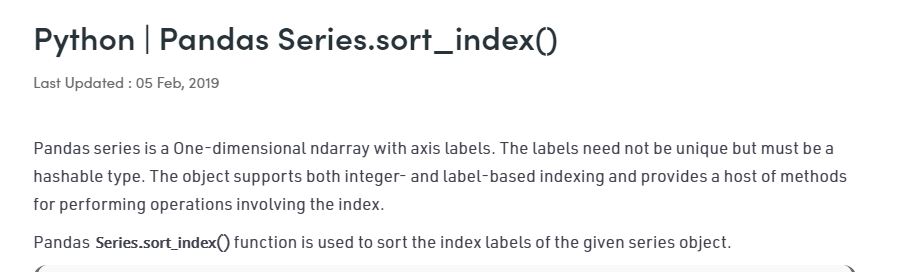 Python | Pandas Series.sort_index()
Last Updated : 05 Feb, 2019
Pandas series is a One-dimensional ndarray with axis labels. The labels need not be unique but must be a
hashable type. The object supports both integer- and label-based indexing and provides a host of methods
for performing operations involving the index.
Pandas Series.sort_index() function is used to sort the index labels of the given series object.